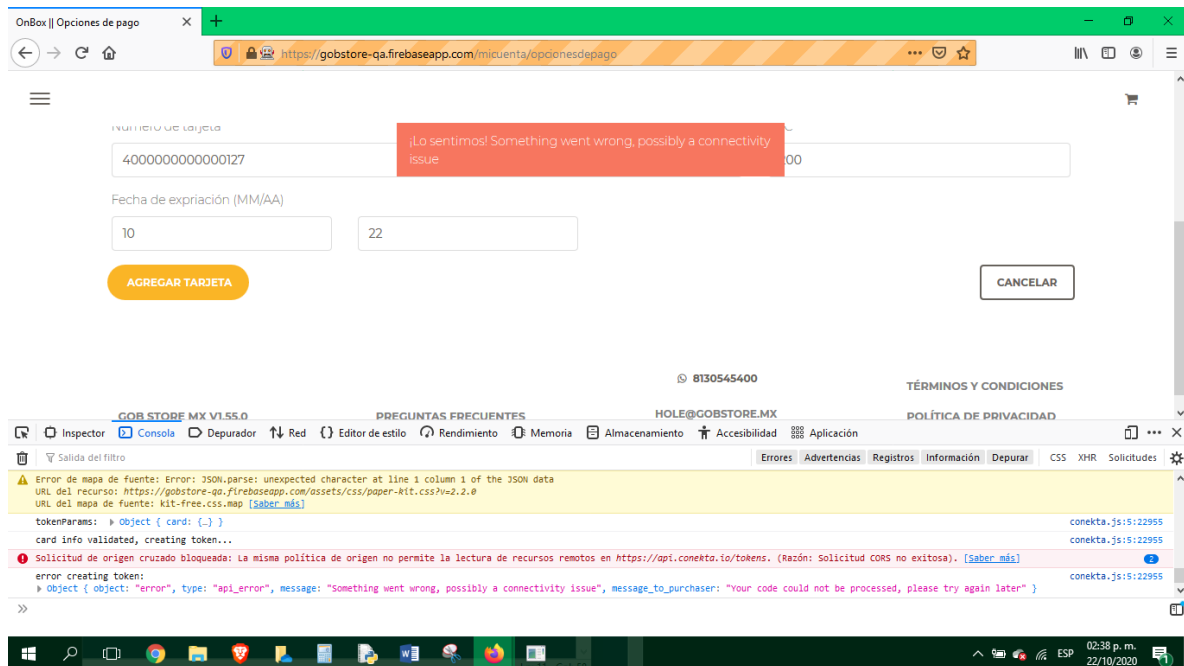 OnBox || Opciones de pago
https://gobstore-qa.firebaseapp.com/micuenta/opcionesdepago
Número de tarjeta
¡Lo sentimos! Something went wrong, possibly a connectivity
issue
4000000000000127
Fecha de expriación (MM/AA)
10 22
AGREGAR TARJETA CANCELAR
8130545400
TÉRMINOS Y CONDICIONES
GOB STORE MX V1.55.0 PREGUNTAS FRECUENTES HOLE@GOBSTORE.MX POLÍTICA DE PRIVACIDAD
Inspector Consola Depurador Red Editor de estilo Rendimiento Memoria Almacenamiento Accesibilidad Aplicación
Salida del filtro Errores Advertencias Registros Información Depurar CSS XHR Solicitudes
Error de mapa de fuente: Error: JSON.parse: unexpected character at line 1 column 1 of the JSON data
URL del recurso: https://gobstore-qa.firebaseapp.com/assets/css/paper-kit.css?v=2.2.0
URL del mapa de fuente: kit-free.css.map [Saber más]
tokenParams: Object { card: {…} } conekta.js:5:22955
card info validated, creating token... conekta.js:5:22955
Solicitud de origen cruzado bloqueada: La misma política de origen no permite la lectura de recursos remotos en https://api.conekta.io/tokens. (Razón: Solicitud CORS no exitosa). [Saber más] 2
error creating token: conekta.js:5:22955
Object { object: "error", type: "api_error", message: "Something went wrong, possibly a connectivity issue", message_to_purchaser: "Your code could not be processed, please try again later" }
ESP 02:38 p. m.
22/10/2020